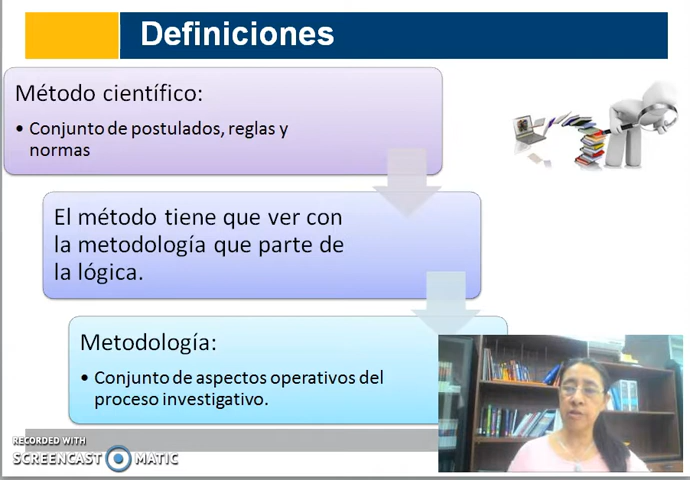 Definiciones
Método científico:
• Conjunto de postulados, reglas y
normas
El método tiene que ver con
la metodología que parte de
la lógica.
Metodología:
• Conjunto de aspectos operativos del
proceso investigativo.
RECORDED WITH
SCREENCAST MATIC